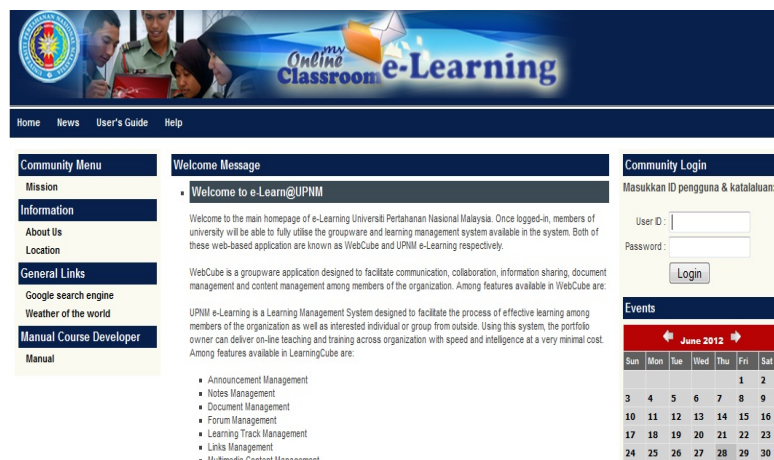 my
Online
Classroom e-Learning
Home News User's Guide Help
Community Menu
Mission
Information
About Us
Location
General Links
Google search engine
Weather of the world
Manual Course Developer
Manual
Welcome Message
Welcome to e-Learn@UPNM
Welcome to the main homepage of e-Learning Universiti Pertahanan Nasional Malaysia. Once logged-in, members of
university will be able to fully utilise the groupware and learning management system available in the system. Both of
these web-based application are known as WebCube and UPNM e-Learning respectively.
WebCube is a groupware application designed to facilitate communication, collaboration, information sharing, document
management and content management among members of the organization. Among features available in WebCube are:
UPNM e-Learning is a Learning Management System designed to facilitate the process of effective learning among
members of the organization as well as interested individual or group from outside. Using this system, the portfolio
owner can deliver on-line teaching and training across organization with speed and intelligence at a very minimal cost.
Among features available in LearningCube are:
Announcement Management
Notes Management
Document Management
Forum Management
Learning Track Management
Links Management
Multimedia Content Management
Community Login
Masukkan ID pengguna & katalaluan:
User ID :
Password :
Login
Events
June 2012
Sun Mon Tue Wed Thu Fri Sat
1 2
3 4 5 6 7 8 9
10 11 12 13 14 15 16
17 18 19 20 21 22 23
24 25 26 27 28 29 30